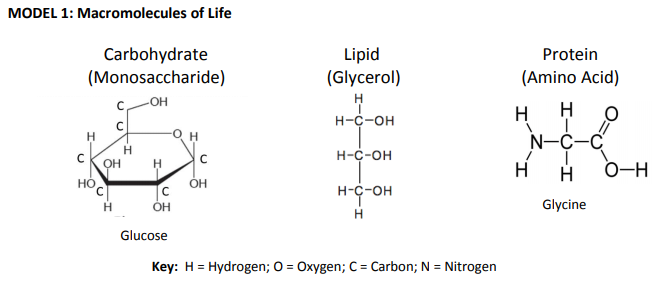 MODEL 1: Macromolecules of Life
Carbohydrate
(Monosaccharide)
Lipid
(Glycerol)
Protein
(Amino Acid)
C
OH
C
H
O
H
H
C
OH
H
C
HO
C
C
OH
H
OH
Glucose
H
H-C-OH
H-C-OH
H-C-OH
H
H
H
O
N-C-C
H
H
O-H
Glycine
Key: H = Hydrogen; O = Oxygen; C = Carbon; N = Nitrogen